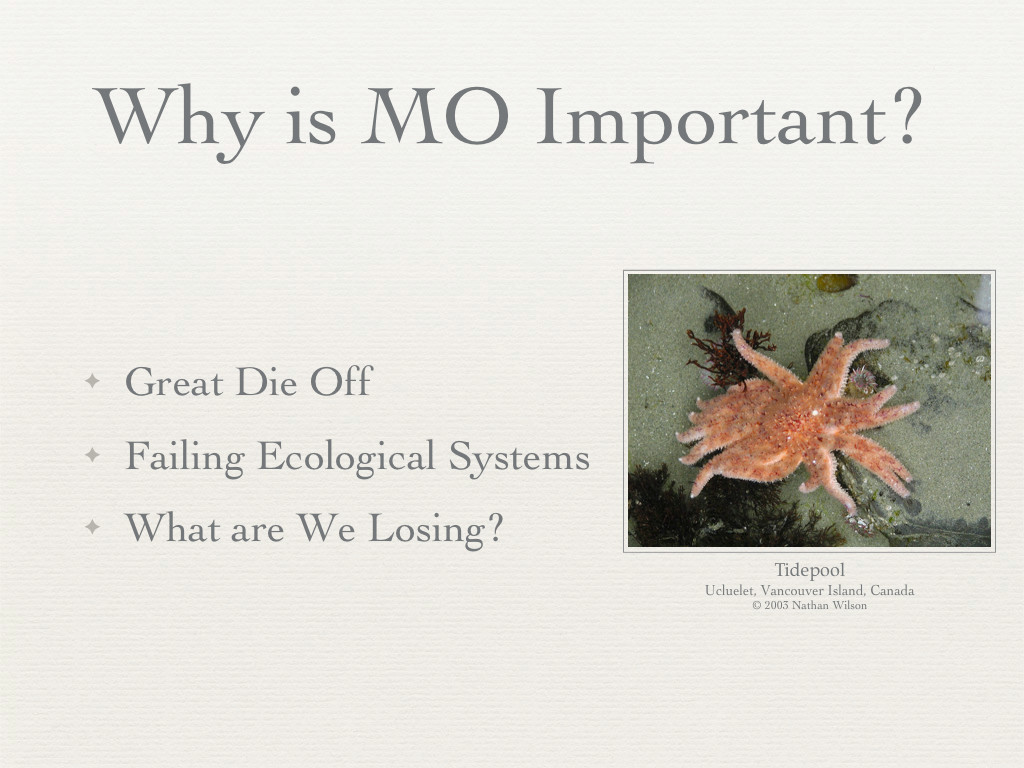 Why is MO Important?
Great Die Off
Failing Ecological Systems
What are We Losing?
Tidepool
Ucluelet, Vancouver Island, Canada
© 2003 Nathan Wilson